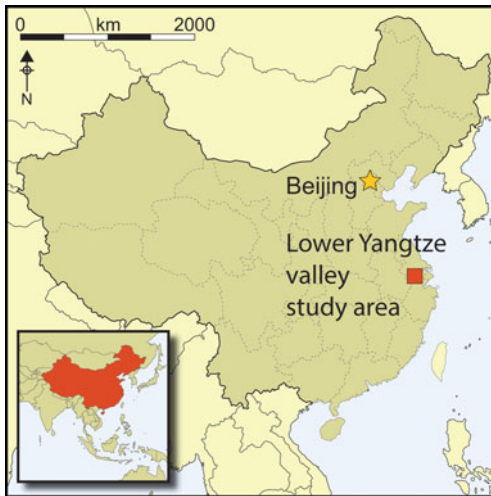 0 km 2000
N
Beijing
Lower Yangtze
valley
study area